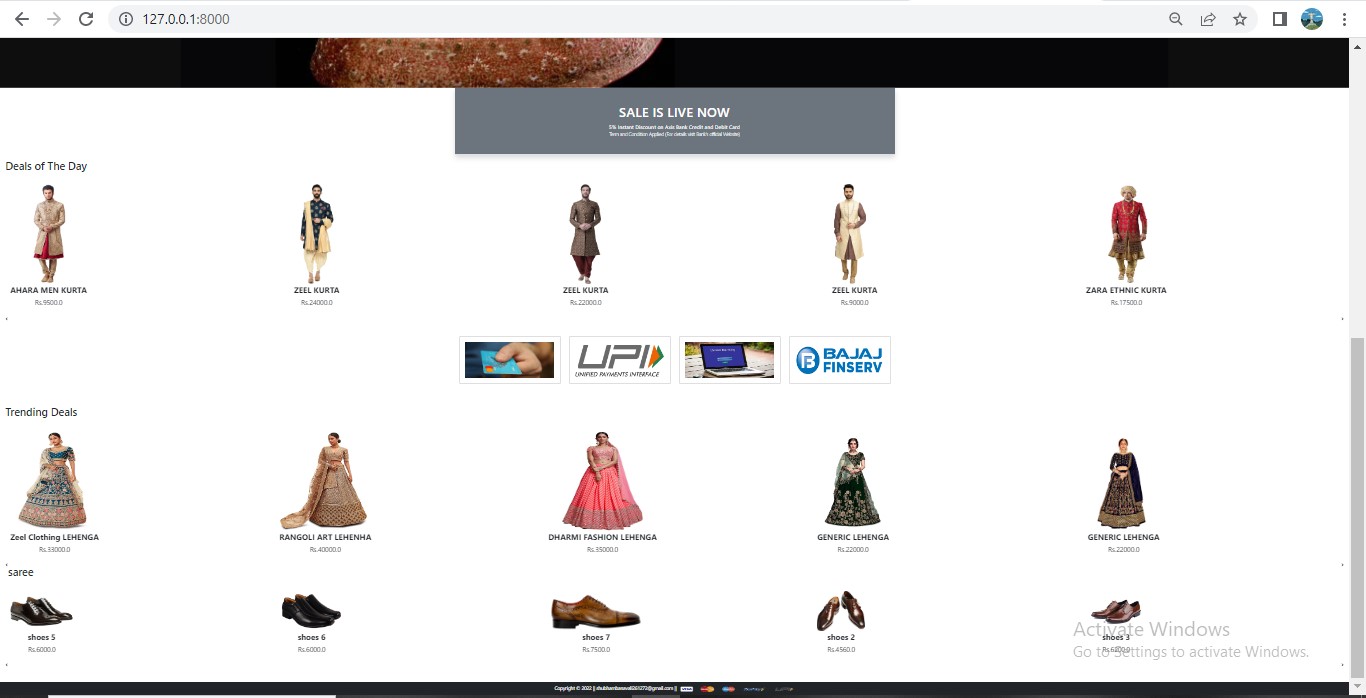 127.0.0.1:8000
SALE IS LIVE NOW
5% Instant Discount on Axis Bank Credit and Debit Card
Term and Condition Applied (For details visit Bank's official Website)
Deals of The Day
AHARA MEN KURTA
Rs.9500.0
ZEEL KURTA
Rs.24000.0
ZEEL KURTA
Rs.22000.0
ZEEL KURTA
Rs.9000.0
ZARA ETHNIC KURTA
Rs.17500.0
UPI
UNIFIED PAYMENTS INTERFACE
B BAJAJ
FINSERV
Trending Deals
Zeel Clothing LEHENGA
Rs.33000.0
RANGOLI ART LEHENHA
Rs.40000.0
DHARMI FASHION LEHENGA
Rs.35000.0
GENERIC LEHENGA
Rs.22000.0
GENERIC LEHENGA
Rs.22000.0
saree
shoes 5
Rs.6000.0
shoes 6
Rs.6000.0
shoes 7
Rs.7500.0
shoes 2
Rs.4560.0
shoes 3
Activate Windows
Go to Settings to activate Windows.
Copyright © 2022 ||
VISA